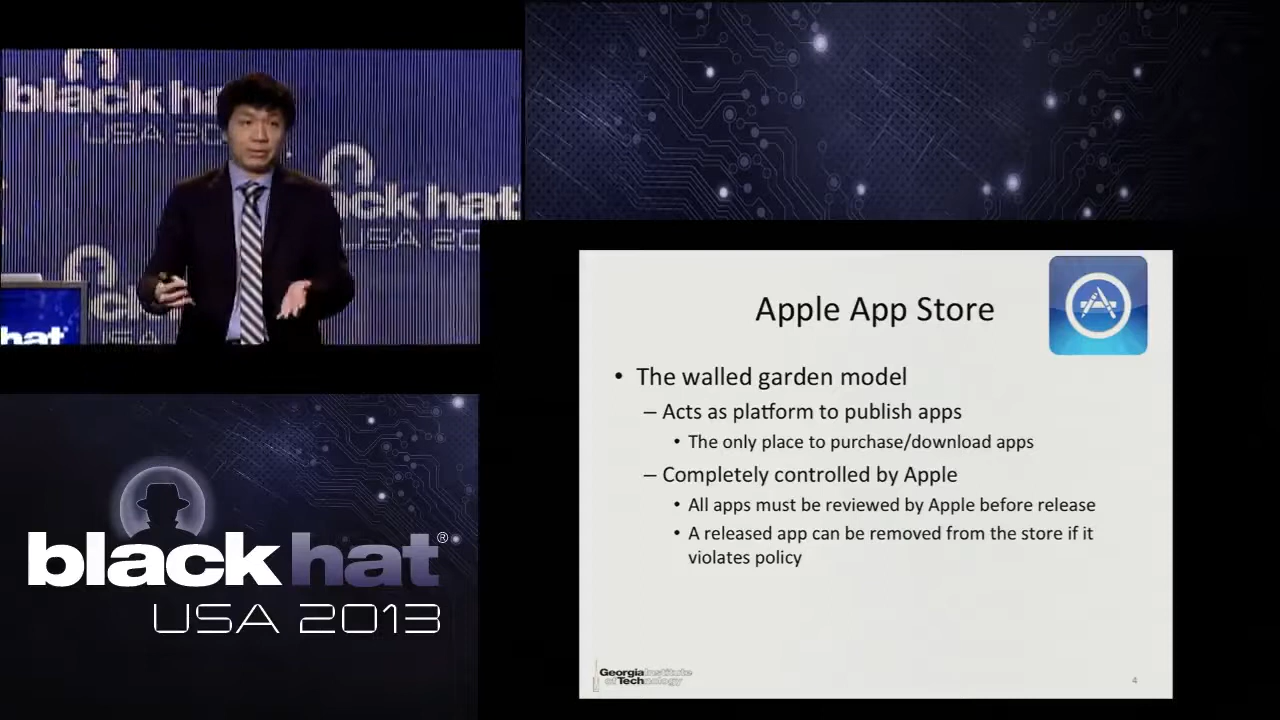 black ha
USA 20
black hat
USA 20
hat
black hat®
USA 2013
Apple App Store
• The walled garden model
– Acts as platform to publish apps
• The only place to purchase/download apps
– Completely controlled by Apple
• All apps must be reviewed by Apple before release
• A released app can be removed from the store if it
violates policy
Georgia Institute
of Technology
4